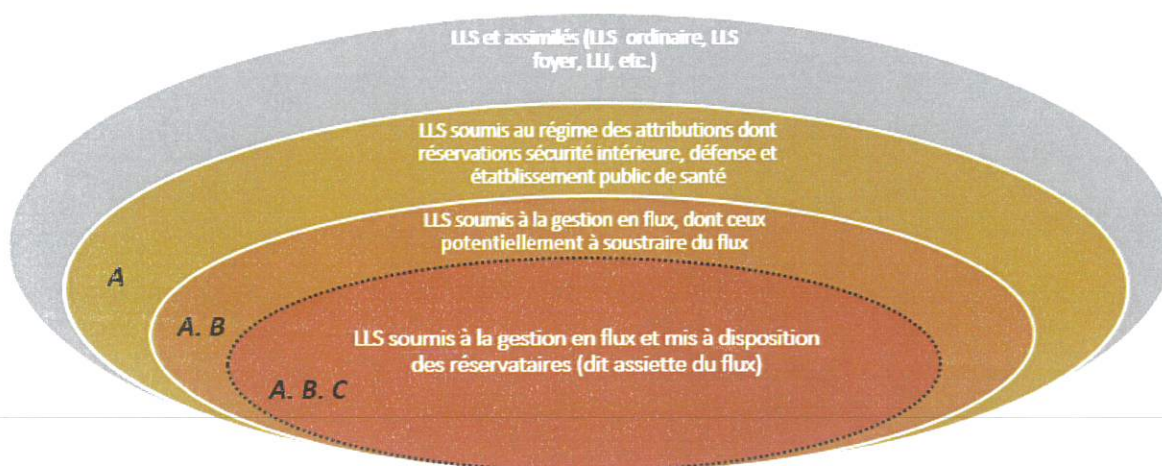 LLS et assimilés (LLS ordinaire, LLS
foyer, LLI, etc.)
LLS soumis au régime des attributions dont
réservations sécurité intérieure, défense et
étatblissement public de santé
LLS soumis à la gestion en flux, dont ceux
potentiellement à soustraire du flux
A
A. B
LLS soumis à la gestion en flux et mis à disposition
des réservataires (dit assiette du flux)
A. B. C